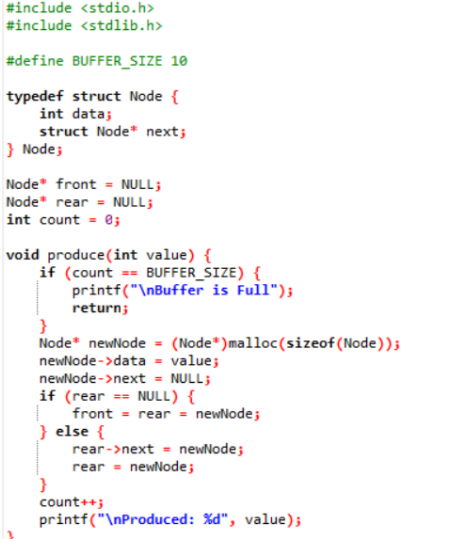 #include <stdio.h>
#include <stdlib.h>

#define BUFFER_SIZE 10

typedef struct Node {
    int data;
    struct Node* next;
} Node;

Node* front = NULL;
Node* rear = NULL;
int count = 0;

void produce(int value) {
    if (count == BUFFER_SIZE) {
        printf("\nBuffer is Full");
        return;
    }
    Node* newNode = (Node*)malloc(sizeof(Node));
    newNode->data = value;
    newNode->next = NULL;
    if (rear == NULL) {
        front = rear = newNode;
    } else {
        rear->next = newNode;
        rear = newNode;
    }
    count++;
    printf("\nProduced: %d", value);
}